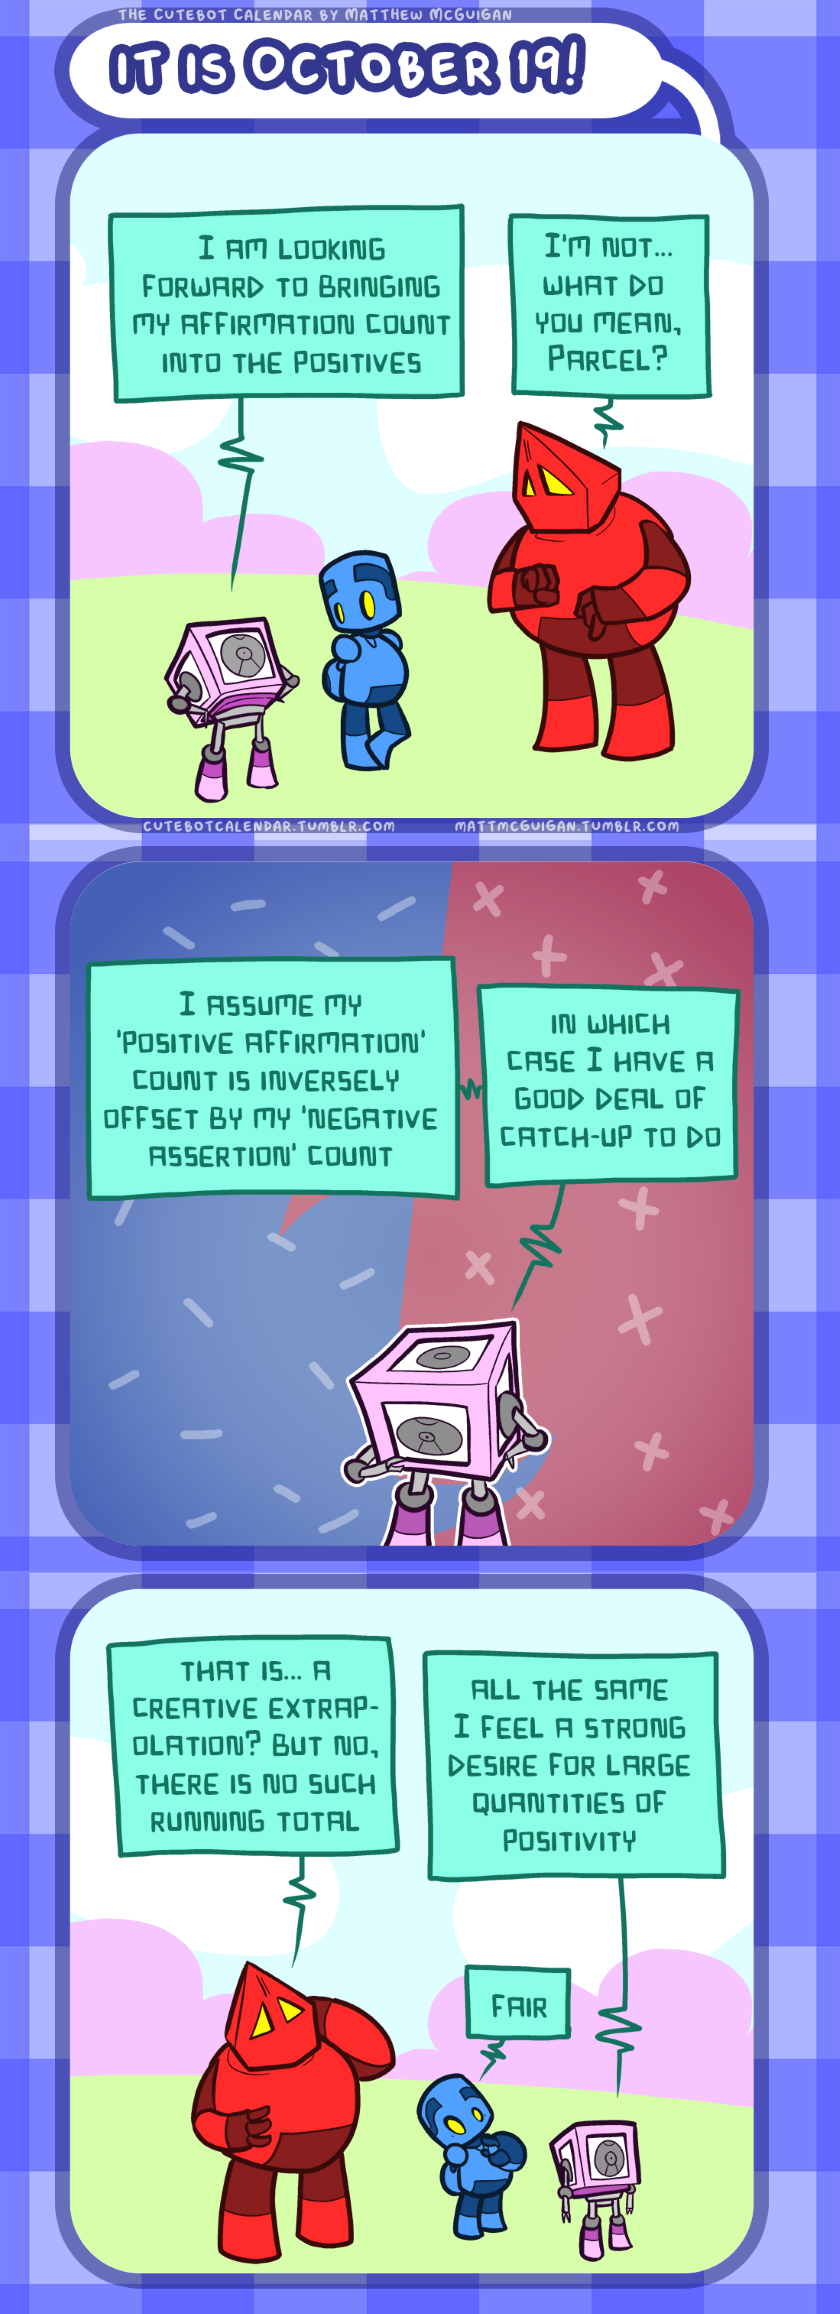 THE CUTEBOT CALENDAR BY MATTHEW MCGUIGAN
IT IS OCTOBER 19!
I AM LOOKING
FORWARD TO BRINGING
MY AFFIRMATION COUNT
INTO THE POSITIVES
I'M NOT...
WHAT DO
YOU MEAN,
PARCEL?
CUTEBOTCALENDAR.TUMBLR.COM
MATTMCGUIGAN.TUMBLR.COM
I ASSUME MY
'POSITIVE AFFIRMATION'
COUNT IS INVERSELY
OFFSET BY MY 'NEGATIVE
ASSERTION' COUNT
IN WHICH
CASE I HAVE A
GOOD DEAL OF
CATCH-UP TO DO
THAT IS... A
CREATIVE EXTRAP-
OLATION? BUT NO,
THERE IS NO SUCH
RUNNING TOTAL
ALL THE SAME
I FEEL A STRONG
DESIRE FOR LARGE
QUANTITIES OF
POSITIVITY
FAIR